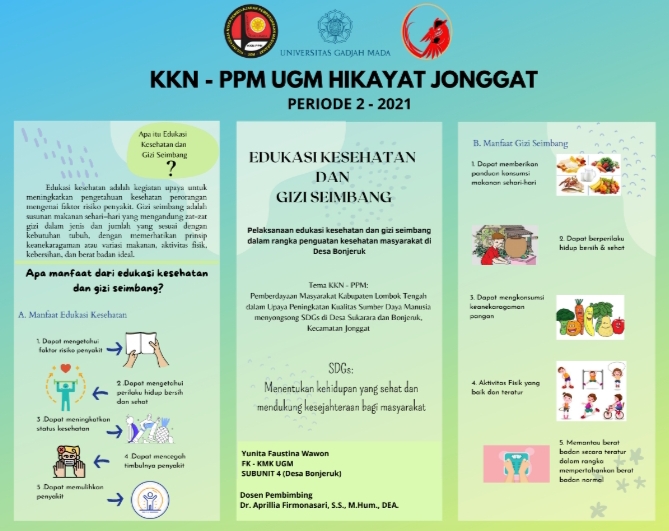 UNIVERSITAS GADJAH MADA
KKN - PPM UGM HIKAYAT JONGGAT
PERIODE 2 - 2021
Apa itu Edukasi
Kesehatan dan
Gizi Seimbang
?
Edukasi kesehatan adalah kegiatan upaya untuk
meningkatkan pengetahuan kesehatan perorangan
mengenai faktor risiko penyakit. Gizi seimbang adalah
susunan makanan sehari-hari yang mengandung zat-zat
gizi dalam jenis dan jumlah yang sesuai dengan
kebutuhan tubuh, dengan memerhatikan prinsip
keanekaragaman atau variasi makanan, aktivitas fisik,
kebersihan, dan berat badan ideal.
Apa manfaat dari edukasi kesehatan
dan gizi seimbang?
A. Manfaat Edukasi Kesehatan
1. Dapat mengetahui
faktor risiko penyakit
2 .Dapat mengetahui
perilaku hidup bersih
dan sehat
3 .Dapat meningkatkan
status kesehatan
4 .Dapat mencegah
timbulnya penyakit
5 .Dapat memulihkan
penyakit
EDUKASI KESEHATAN
DAN
GIZI SEIMBANG
Pelaksanaan edukasi kesehatan dan gizi seimbang
dalam rangka penguatan kesehatan masyarakat di
Desa Bonjeruk
Tema KKN - PPM:
Pemberdayaan Masyarakat Kabupaten Lombok Tengah
dalam Upaya Peningkatan Kualitas Sumber Daya Manusia
menyongsong SDGs di Desa Sukarara dan Bonjeruk,
Kecamatan Jonggat
SDGs:
Menentukan kehidupan yang sehat dan
mendukung kesejahteraan bagi masyarakat
Yunita Faustina Wawon
FK - KMK UGM
SUBUNIT 4 (Desa Bonjeruk)
Dosen Pembimbing
Dr. Aprillia Firmonasari, S.S., M.Hum., DEA.
B. Manfaat Gizi Seimbang
1. Dapat memberikan
panduan konsumsi
makanan sehari-hari
2. Dapat berperilaku
hidup bersih & sehat
3. Dapat mengkonsumsi
keanekaragaman
pangan
4. Aktivitas Fisik yang
baik dan teratur
5. Memantau berat
badan secara teratur
dalam rangka
mempertahankan berat
badan normal